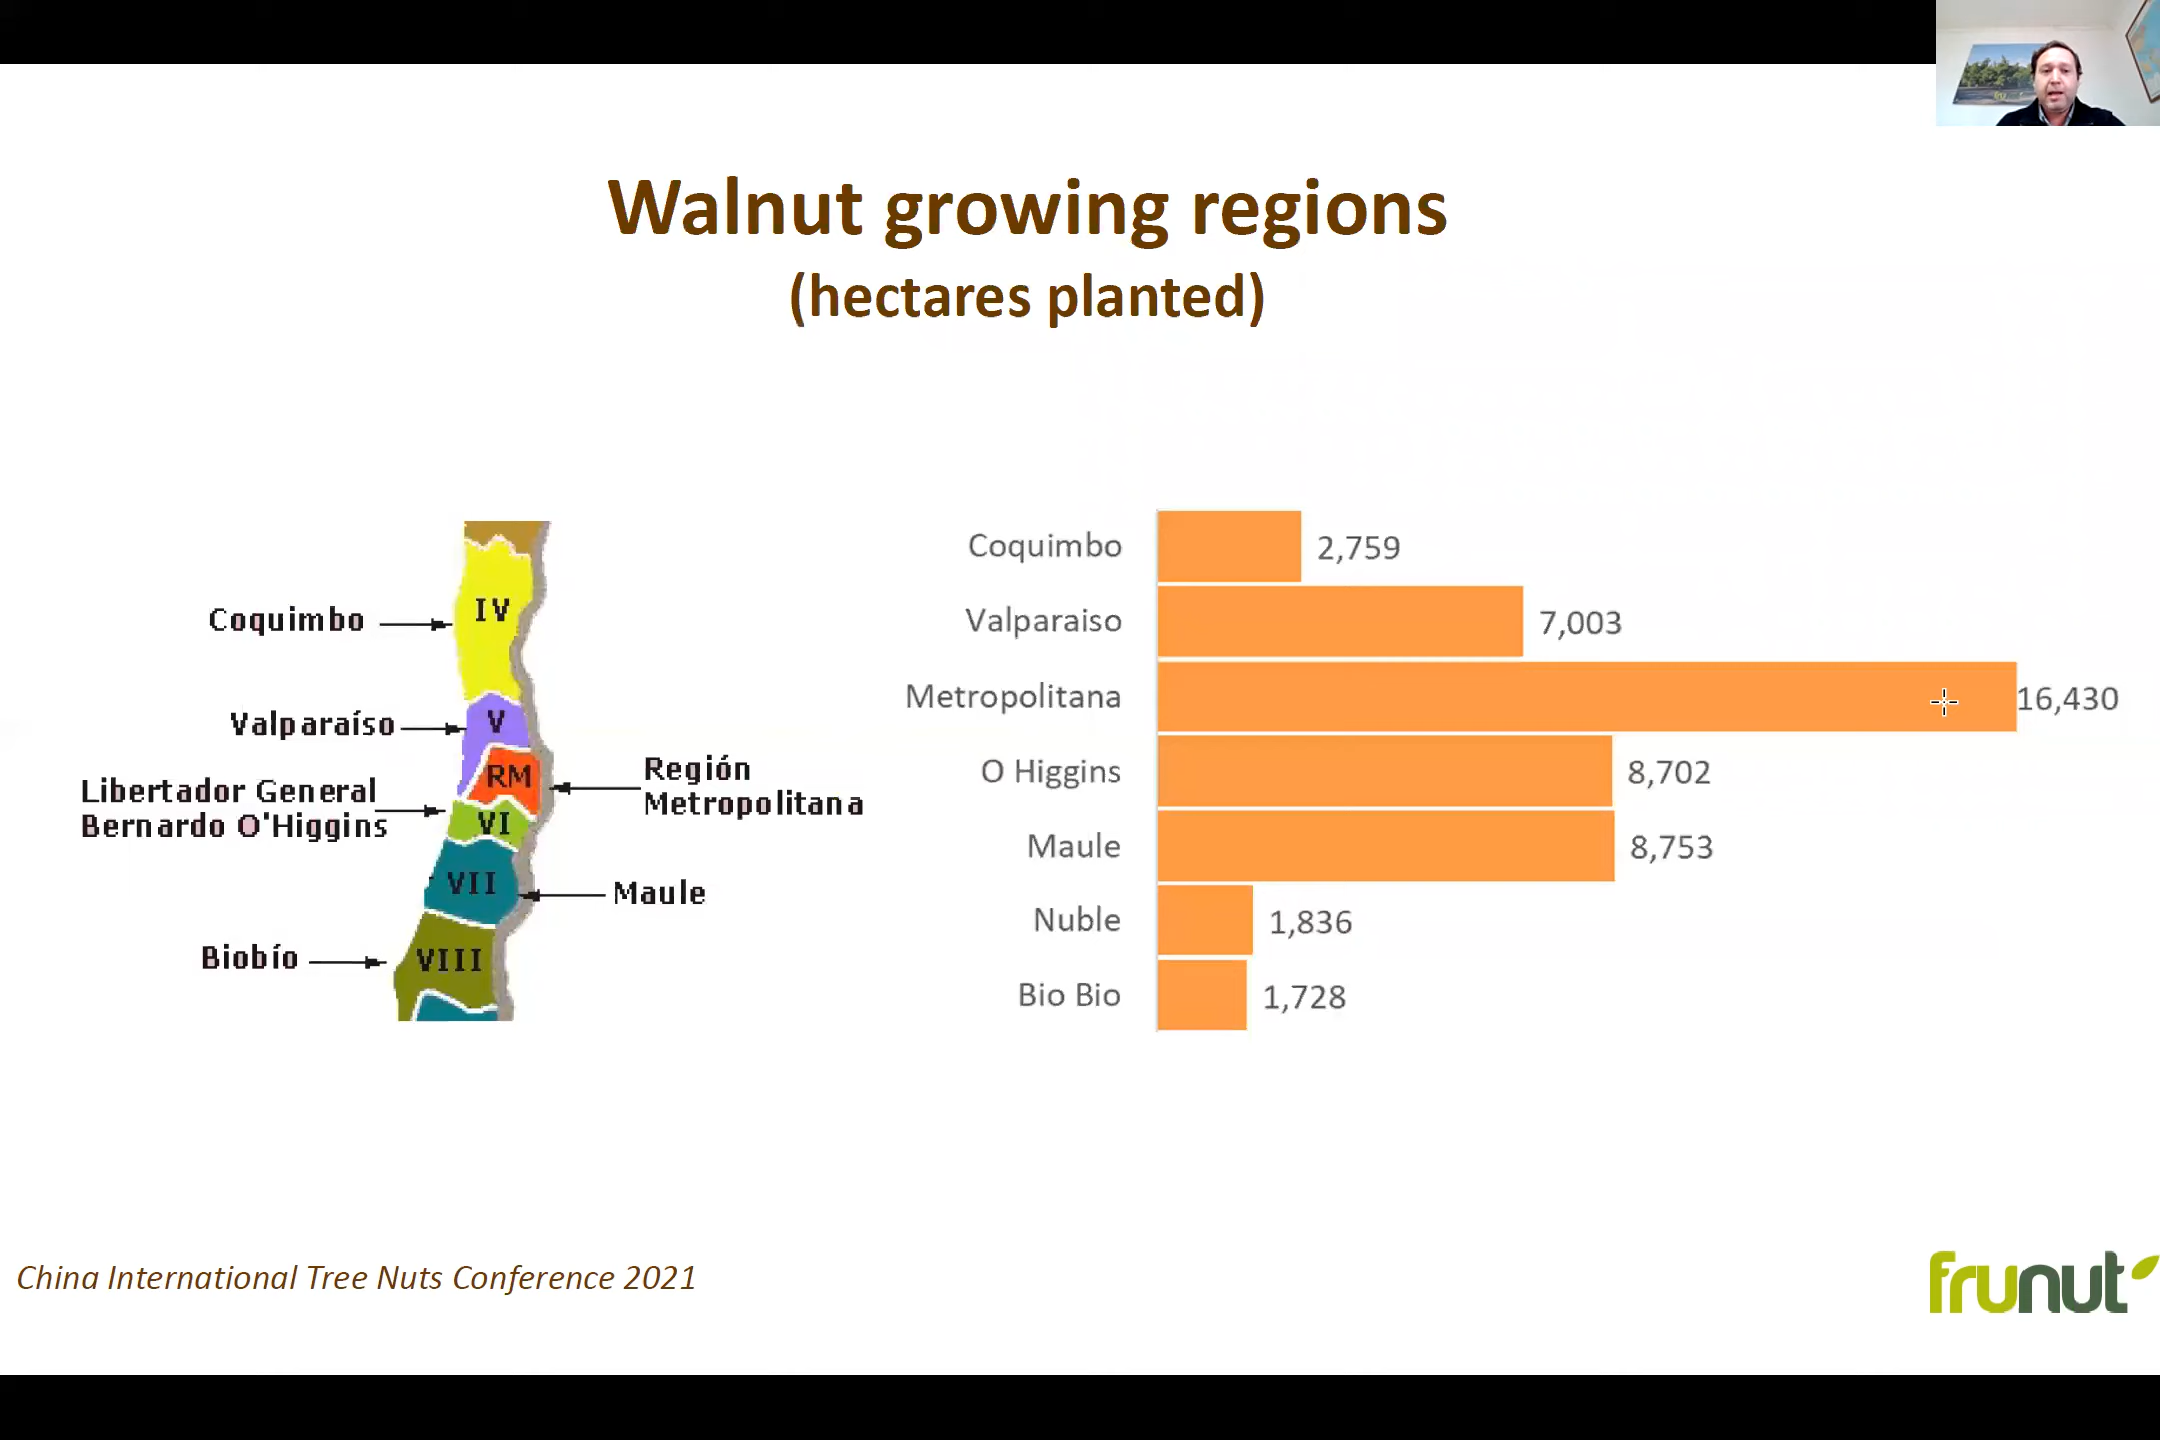 Walnut growing regions
(hectares planted)
Coquimbo
IV
Valparaíso
V
RM
Región
Metropolitana
Libertador General
Bernardo O'Higgins
VI
VII
Maule
Biobío
VIII
Coquimbo 2,759
Valparaiso 7,003
Metropolitana 16,430
O Higgins 8,702
Maule 8,753
Nuble 1,836
Bio Bio 1,728
China International Tree Nuts Conference 2021
frunut